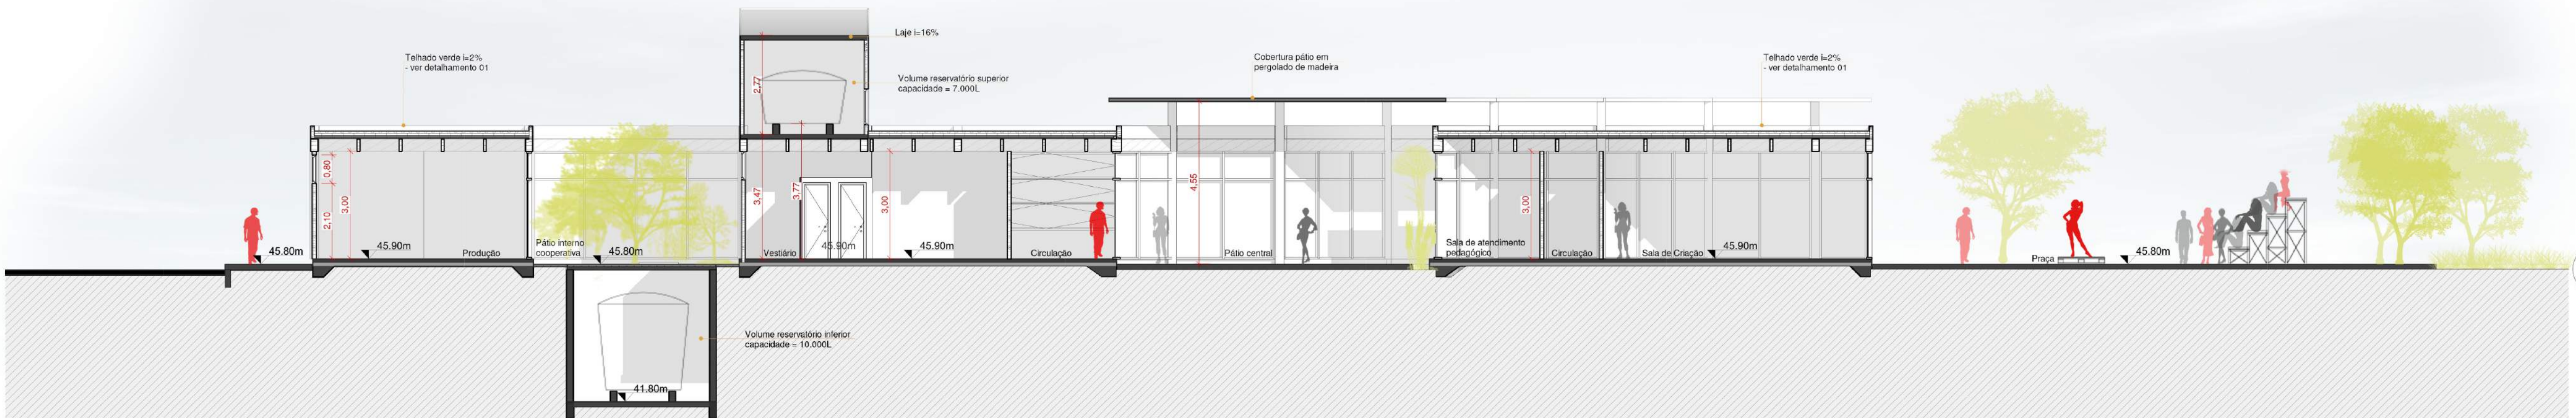 Laje i=16%
Telhado verde i=2%
- ver detalhamento 01
Cobertura pátio em
pergolado de madeira
Telhado verde i=2%
- ver detalhamento 01
Volume reservatório superior
capacidade = 7.000L
2,77
0,80
2,10
3,00
3,47
3,77
3,00
4,55
3,00
45.80m
45.90m
Produção
Pátio interno
cooperativa
45.80m
Vestiário
45.90m
45.90m
Circulação
Pátio central
Sala de atendimento
pedagógico
Circulação
Sala de Criação
45.90m
Praça
45.80m
Volume reservatório inferior
capacidade = 10.000L
41.80m